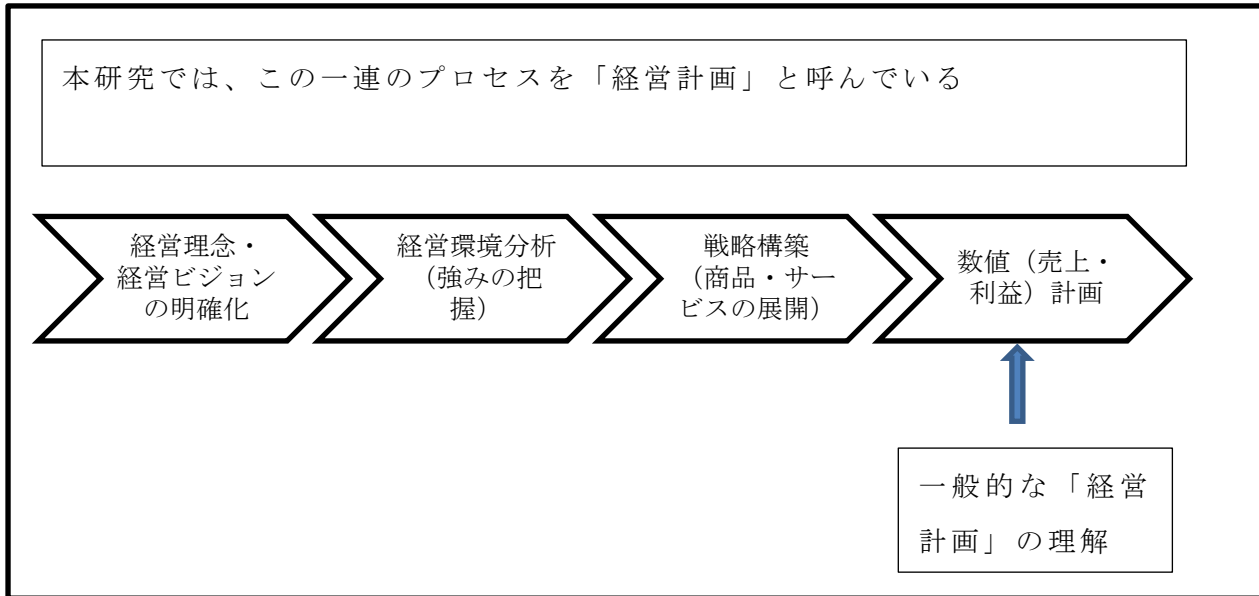 本研究では、この一連のプロセスを「経営計画」と呼んでいる
経営理念・
経営ビジョン
の明確化
経営環境分析
（強みの把
握）
戦略構築
（商品・サー
ビスの展開）
数値（売上・
利益）計画
一般的な「経営
計画」の理解